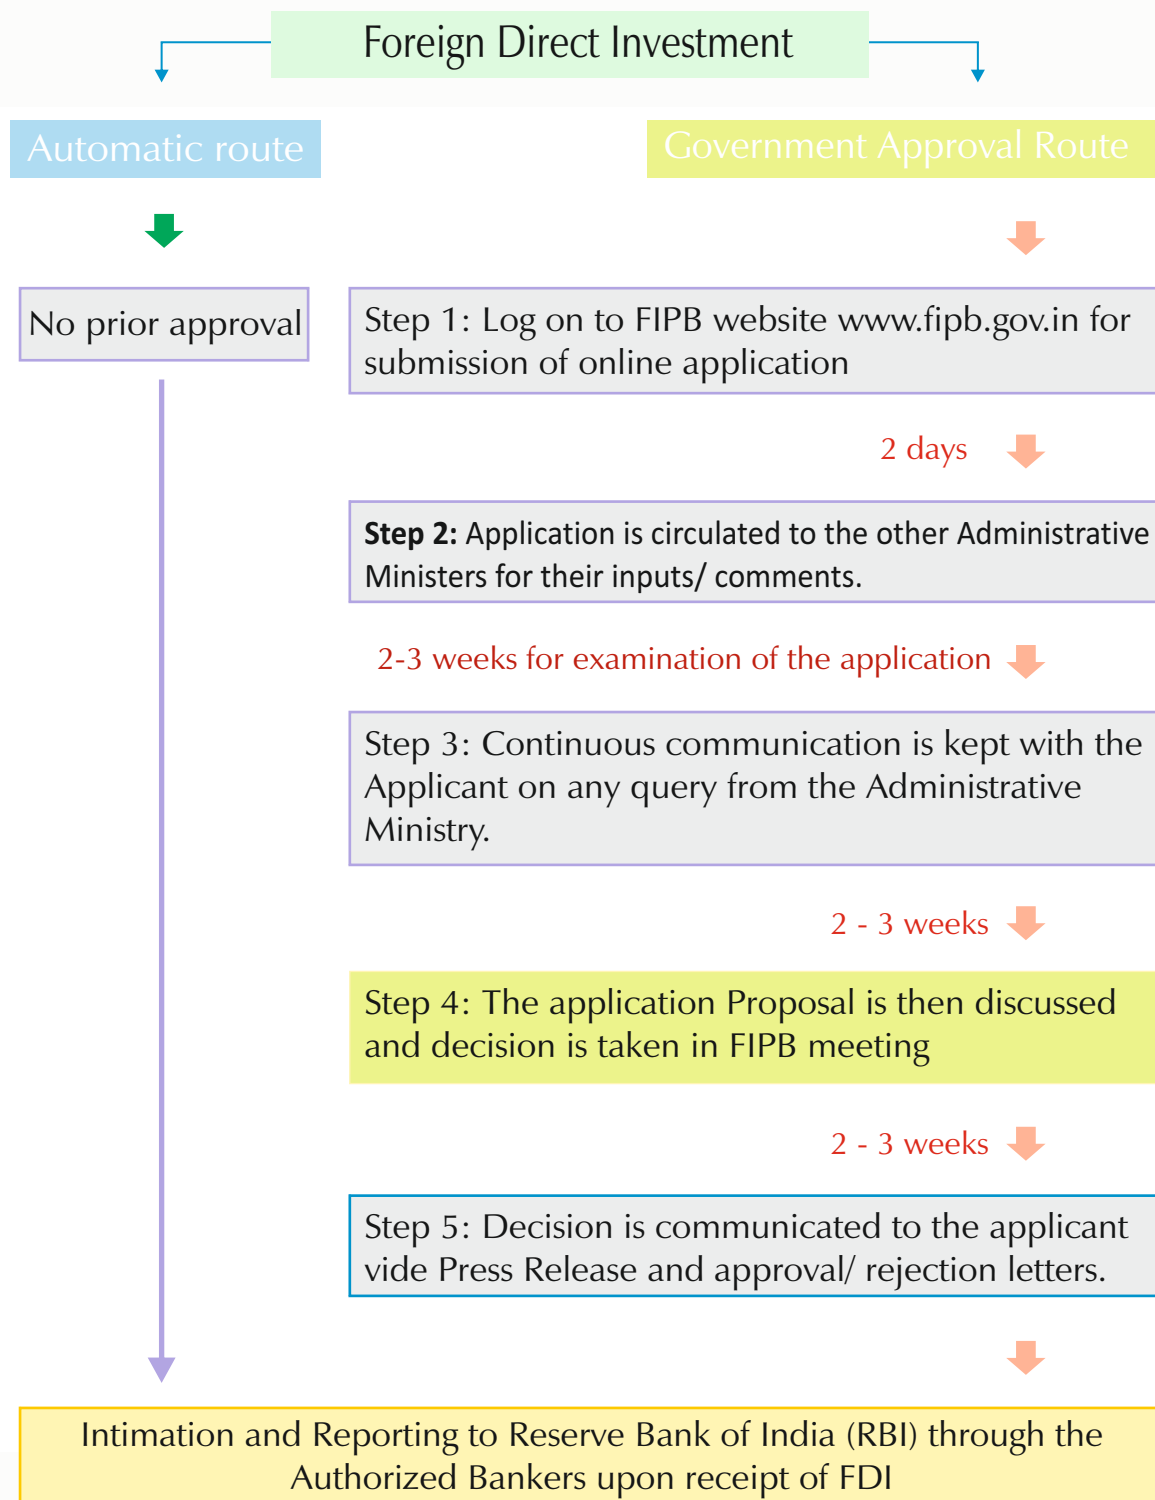 Foreign Direct Investment
Automatic route
Government Approval Route
No prior approval
Step 1: Log on to FIPB website www.fipb.gov.in for
submission of online application
2 days
Step 2: Application is circulated to the other Administrative
Ministers for their inputs/ comments.
2-3 weeks for examination of the application
Step 3: Continuous communication is kept with the
Applicant on any query from the Administrative
Ministry.
2 - 3 weeks
Step 4: The application Proposal is then discussed
and decision is taken in FIPB meeting
2 - 3 weeks
Step 5: Decision is communicated to the applicant
vide Press Release and approval/ rejection letters.
Intimation and Reporting to Reserve Bank of India (RBI) through the
Authorized Bankers upon receipt of FDI